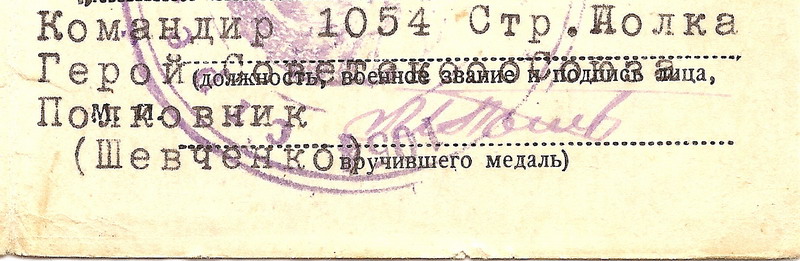 Командир 1054 Стр.Полка
Герой Советского Союза
(должность, военное звание и подпись лица,
М. П.
Полковник
(Шевченко)
вручившего медаль)